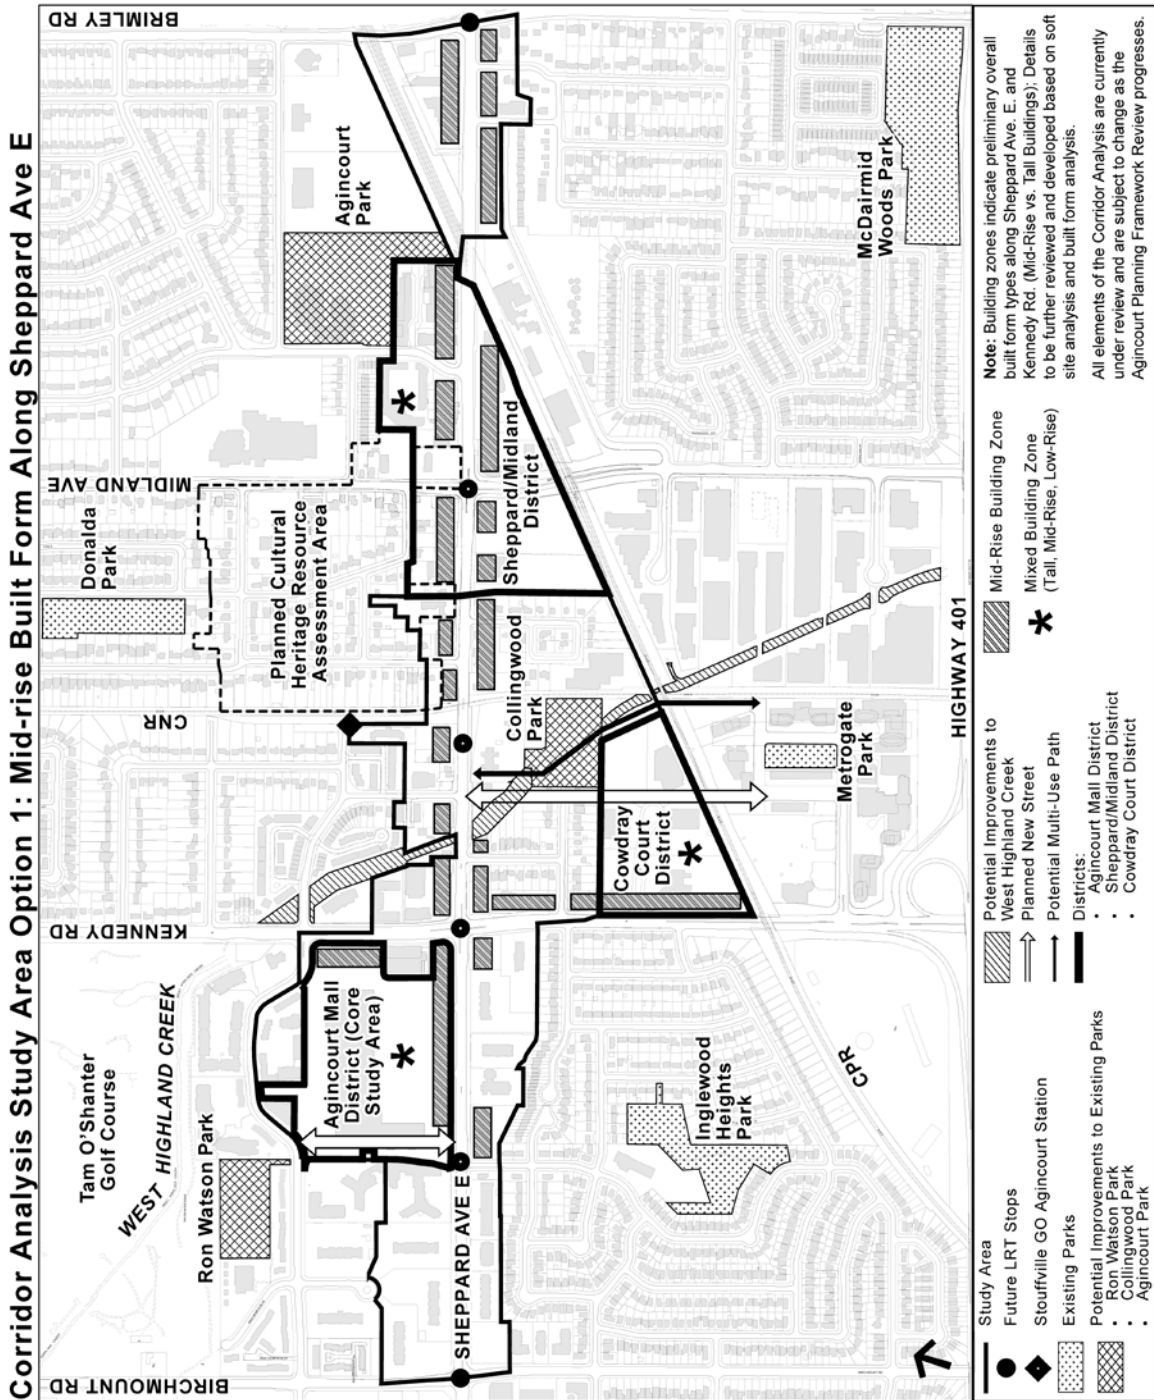 Corridor Analysis Study Area Option 1: Mid-rise Built Form Along Sheppard Ave E
BIRCHMOUNT RD
KENNEDY RD
CNR
MIDLAND AVE
BRIMLEY RD
Tam O'Shanter
Golf Course
WEST HIGHLAND CREEK
Ron Watson Park
Donalda
Park
Planned Cultural
Heritage Resource
Assessment Area
Agincourt
Park
Agincourt Mall
District (Core
Study Area)
SHEPPARD AVE E
Collingwood
Park
Sheppard/Midland
District
Cowdray
Court
District
Inglewood
Heights
Park
CPR
Metrogate
Park
McDairmid
Woods Park
HIGHWAY 401
Study Area
Future LRT Stops
Stouffville GO Agincourt Station
Existing Parks
Potential Improvements to Existing Parks
• Ron Watson Park
• Collingwood Park
• Agincourt Park
Potential Improvements to
West Highland Creek
Planned New Street
Potential Multi-Use Path
Districts:
• Agincourt Mall District
• Sheppard/Midland District
• Cowdray Court District
Mid-Rise Building Zone
Mixed Building Zone
(Tall, Mid-Rise, Low-Rise)
Note: Building zones indicate preliminary overall
built form types along Sheppard Ave. E. and
Kennedy Rd. (Mid-Rise vs. Tall Buildings); Details
to be further reviewed and developed based on soft
site analysis and built form analysis.
All elements of the Corridor Analysis are currently
under review and are subject to change as the
Agincourt Planning Framework Review progresses.